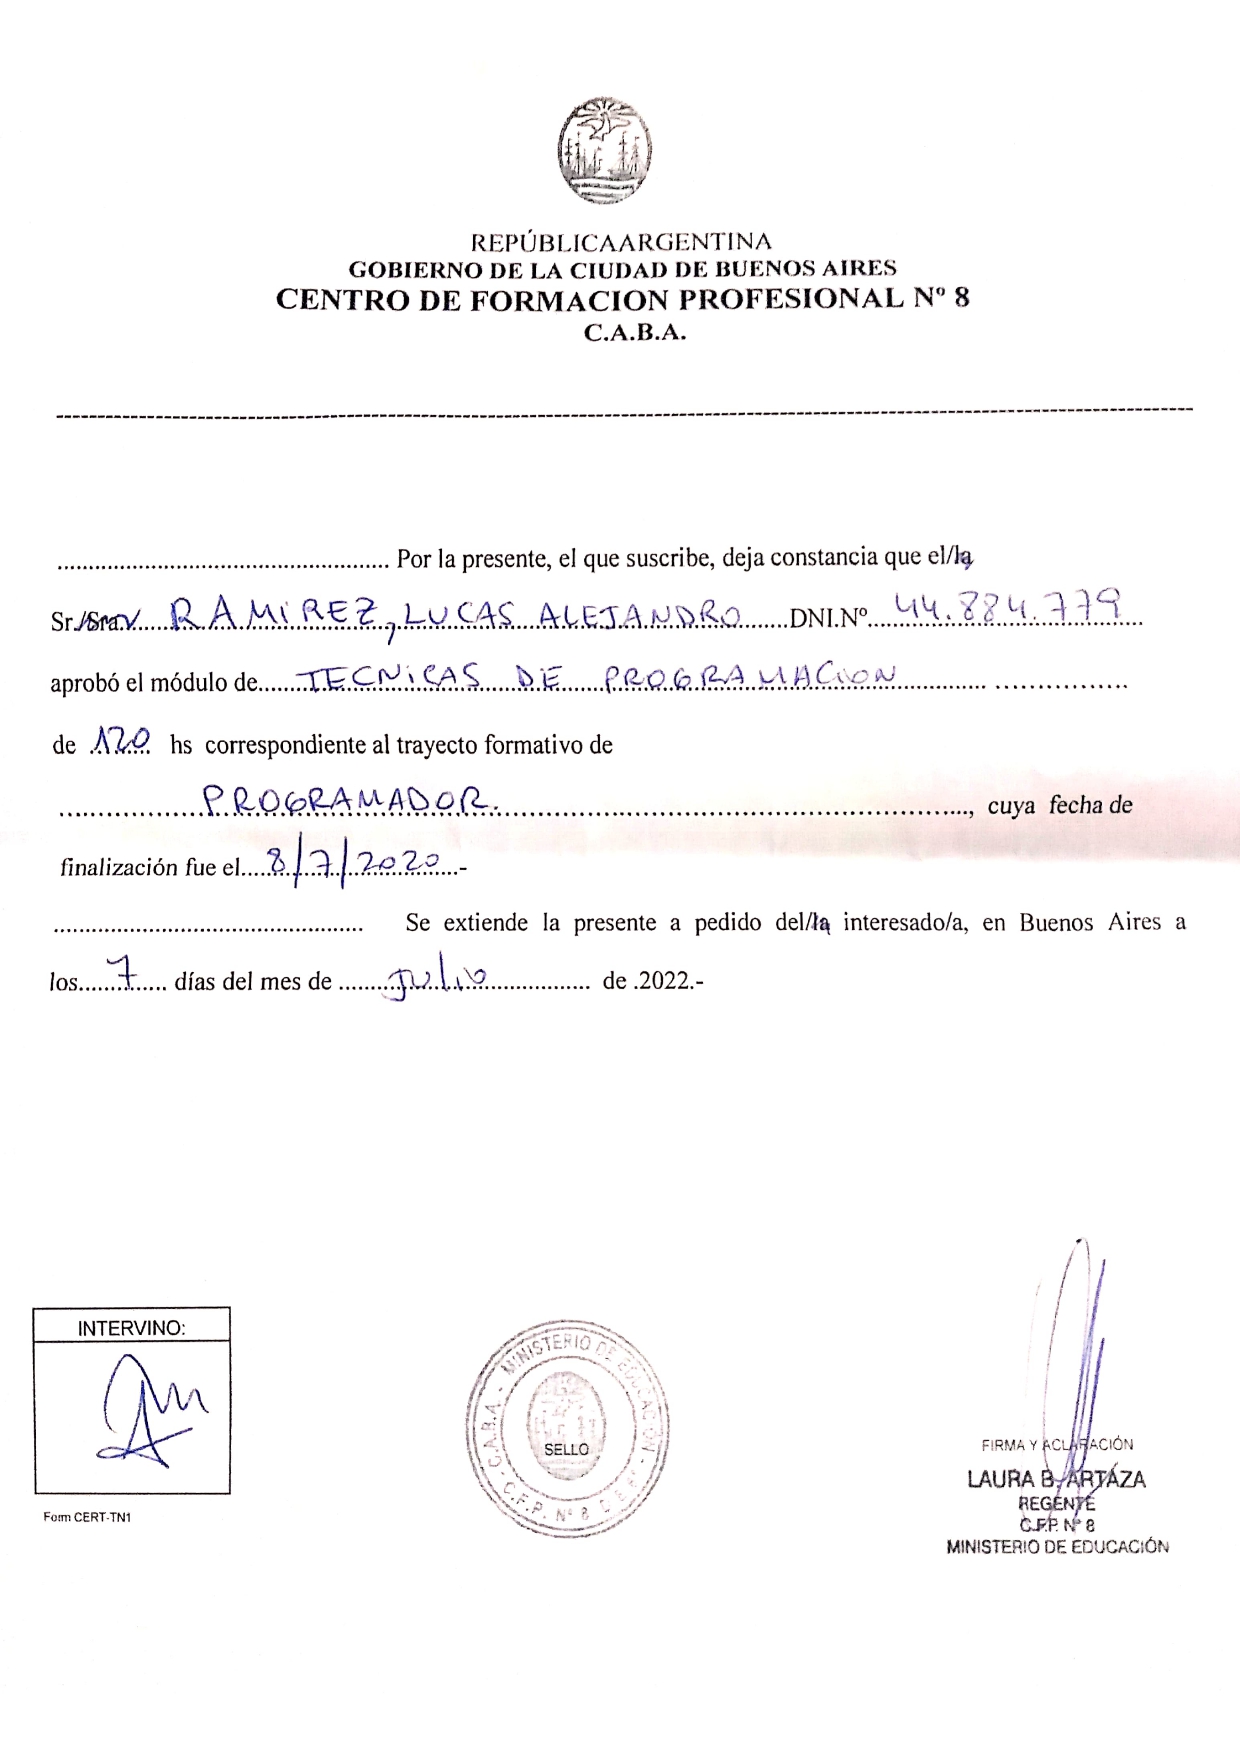 REPÚBLICAARGENTINA
GOBIERNO DE LA CIUDAD DE BUENOS AIRES
CENTRO DE FORMACION PROFESIONAL Nº 8
C.A.B.A.
Por la presente, el que suscribe, deja constancia que el/la
Sr./Sra. RAMIREZ, LUCAS ALEJANDRO DNI.Nº 44.884.779
aprobó el módulo de TECNICAS DE PROGRAMACION
de 120 hs correspondiente al trayecto formativo de
PROGRAMADOR. , cuya fecha de
finalización fue el 8/7/2020.-
Se extiende la presente a pedido del/la interesado/a, en Buenos Aires a
los 7 días del mes de Julio de .2022.-
INTERVINO:
Form CERT-TN1
MINISTERIO DE EDUCACIÓN
C.A.B.A. - C.F.P. Nº 8
SELLO
FIRMA Y ACLARACIÓN
LAURA B. ARTAZA
REGENTE
C.F.P. Nº 8
MINISTERIO DE EDUCACIÓN